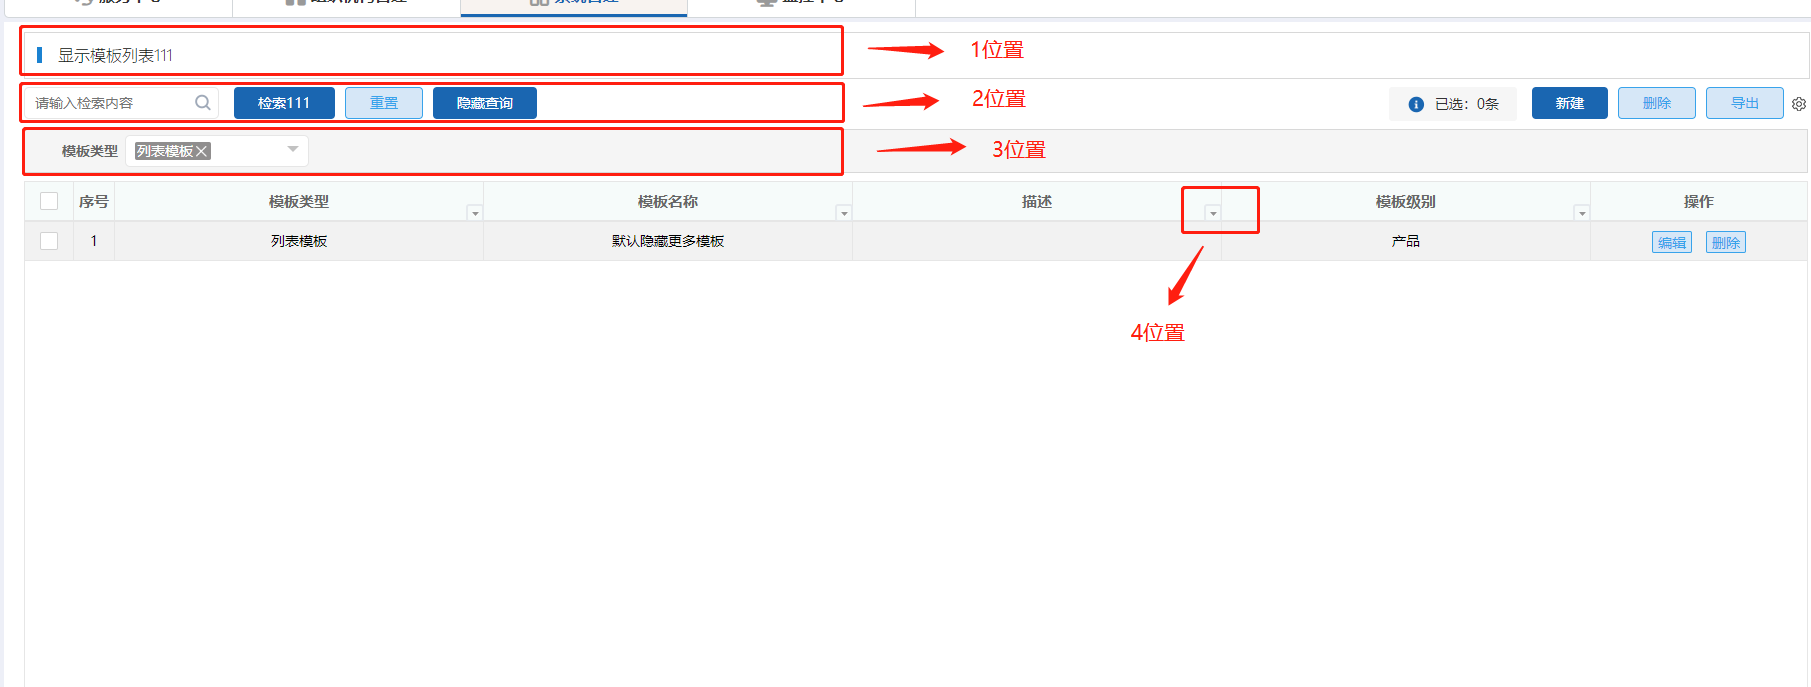 显示模板列表111
1位置
请输入检索内容 检索111 重置 隐藏查询
2位置
已选：0条 新建 删除 导出
模板类型 列表模板
3位置
序号 模板类型 模板名称 描述 模板级别 操作
1 列表模板 默认隐藏更多模板 产品 编辑 删除
4位置